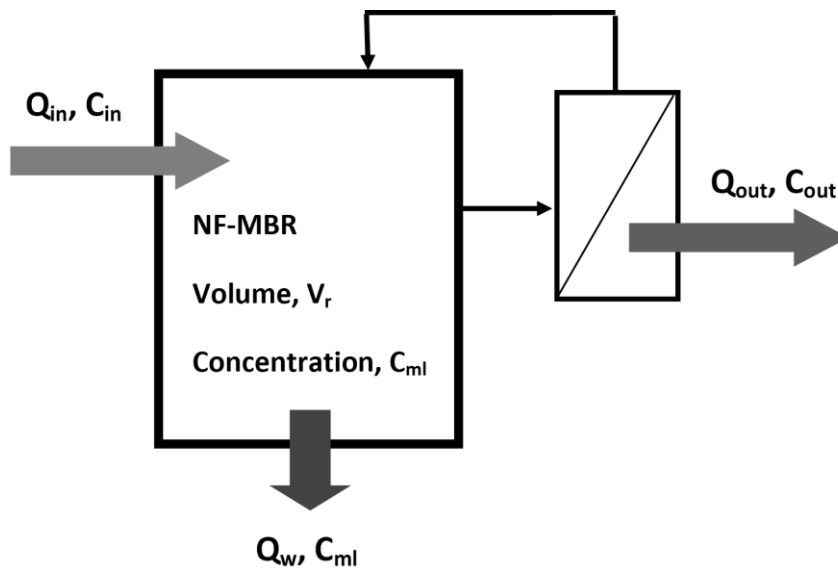 Q_in, C_in
Q_out, C_out
NF-MBR
Volume, V_r
Concentration, C_ml
Q_w, C_ml